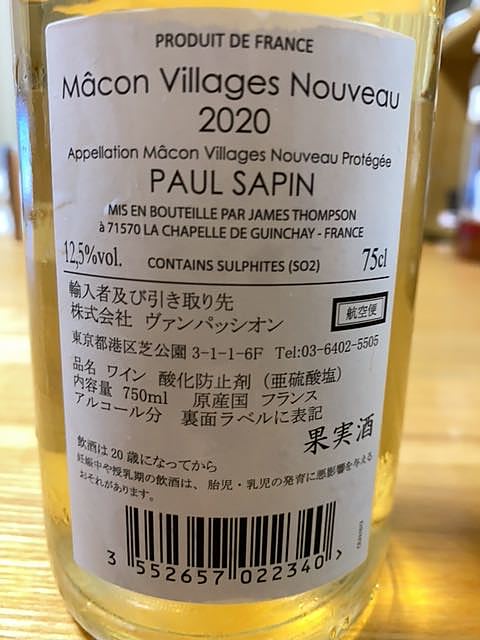 PRODUIT DE FRANCE
Mâcon Villages Nouveau
2020
Appellation Mâcon Villages Nouveau Protégée
PAUL SAPIN
MIS EN BOUTEILLE PAR JAMES THOMPSON
à 71570 LA CHAPELLE DE GUINCHAY - FRANCE
12,5%vol. CONTAINS SULPHITES (SO2) 75cl
輸入者及び引き取り先
株式会社 ヴァンパッシオン 航空便
東京都港区芝公園 3-1-1-6F Tel:03-6402-5505
品名 ワイン 酸化防止剤 (亜硫酸塩)
内容量 750ml 原産国 フランス
アルコール分 裏面ラベルに表記
果実酒
飲酒は 20 歳になってから
妊娠中や授乳期の飲酒は、胎児・乳児の発育に悪影響を与える
おそれがあります。
3 552657 022340 >